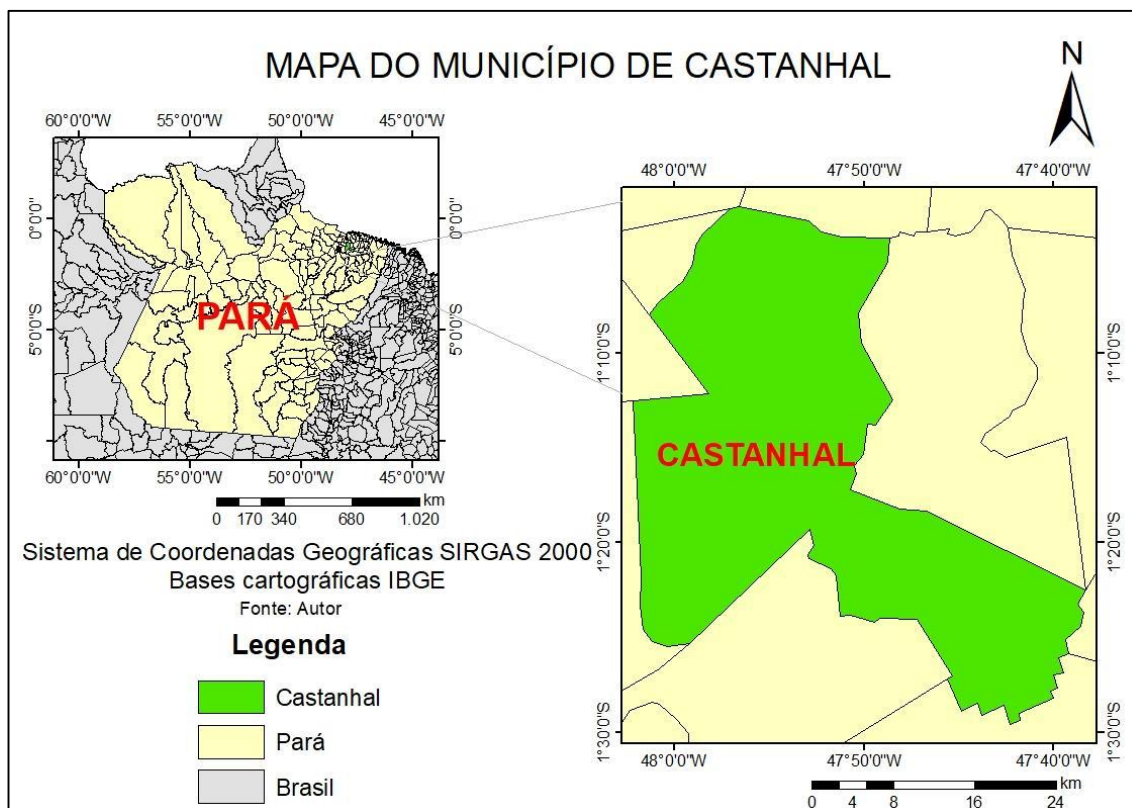 MAPA DO MUNICÍPIO DE CASTANHAL
N
60°0'0"W 55°0'0"W 50°0'0"W 45°0'0"W
0°0'0"
5°0'0"S
PARÁ
0°0'0"
5°0'0"S
60°0'0"W 55°0'0"W 50°0'0"W 45°0'0"W
km
0 170 340 680 1.020
Sistema de Coordenadas Geográficas SIRGAS 2000
Bases cartográficas IBGE
Fonte: Autor
Legenda
Castanhal
Pará
Brasil
48°0'0"W 47°50'0"W 47°40'0"W
1°10'0"S
1°20'0"S
1°30'0"S
CASTANHAL
1°10'0"S
1°20'0"S
1°30'0"S
48°0'0"W 47°50'0"W 47°40'0"W
km
0 4 8 16 24